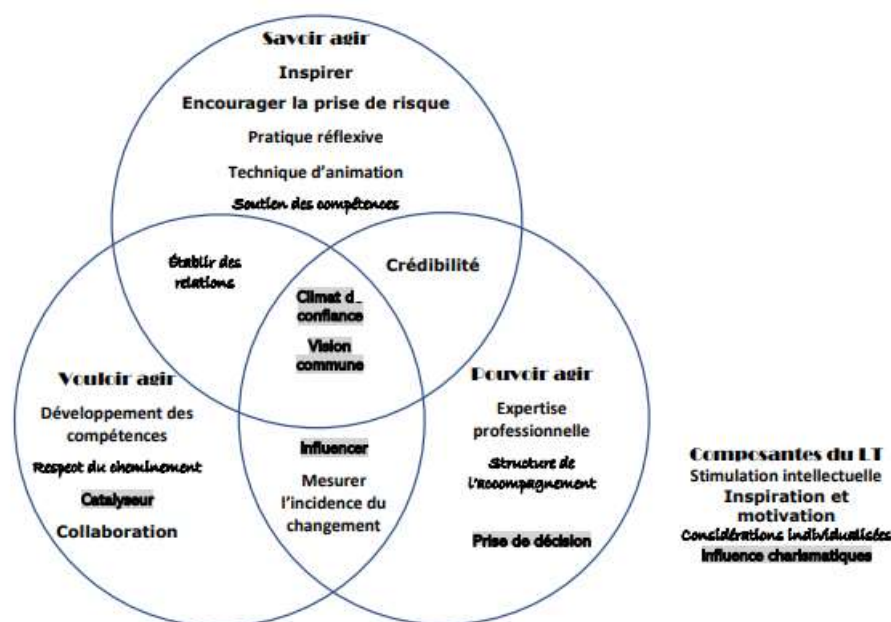 Savoir agir
Inspirer
Encourager la prise de risque
Pratique réflexive
Technique d'animation
Soutien des compétences
Établir des
relations
Crédibilité
Climat d_
confiance
Vision
commune
Vouloir agir
Développement des
compétences
Respect du cheminement
Catalyseur
Collaboration
Influencer
Mesurer
l'incidence du
changement
Pouvoir agir
Expertise
professionnelle
Structure de
l'accompagnement
Prise de décision
Composantes du LT
Stimulation intellectuelle
Inspiration et
motivation
Considérations individualisées
Influence charismatiques